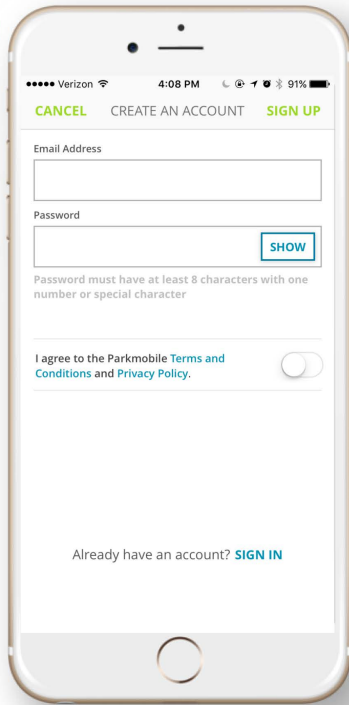 Verizon 4:08 PM 91%
CANCEL CREATE AN ACCOUNT SIGN UP
Email Address
Password
SHOW
Password must have at least 8 characters with one
number or special character
I agree to the Parkmobile Terms and
Conditions and Privacy Policy.
Already have an account? SIGN IN